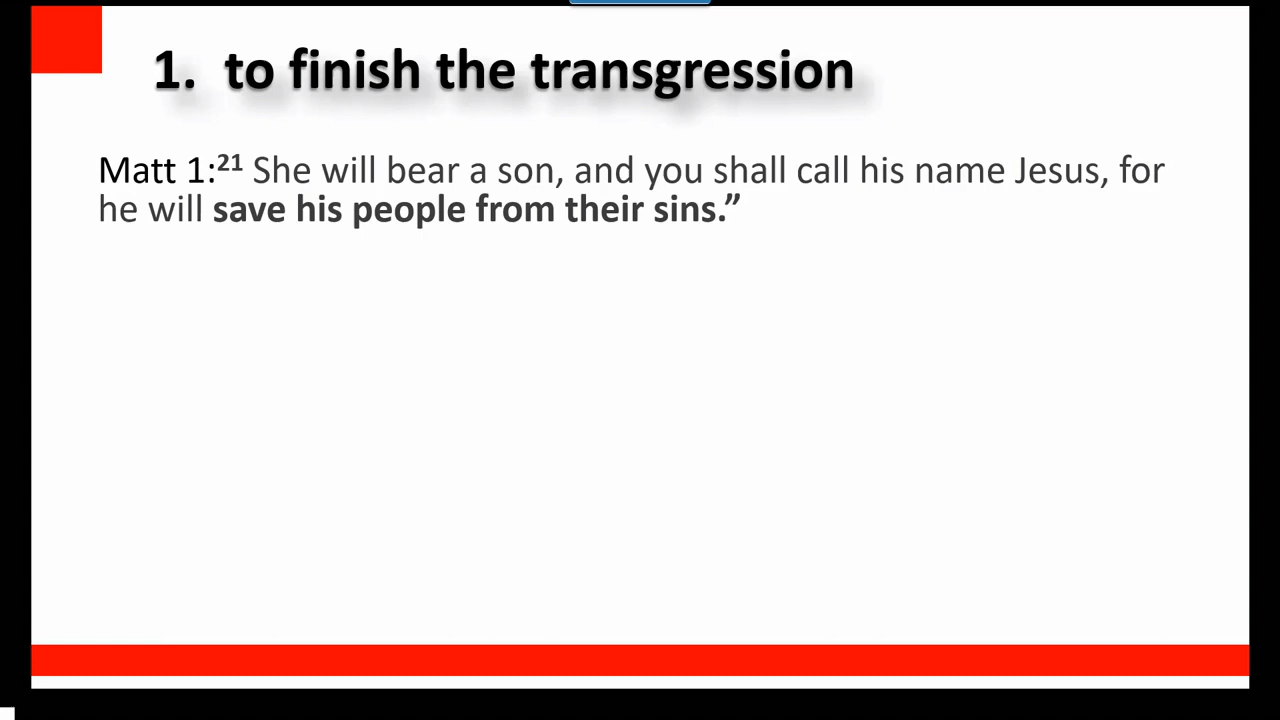 1. to finish the transgression
Matt 1:21 She will bear a son, and you shall call his name Jesus, for
he will save his people from their sins.”